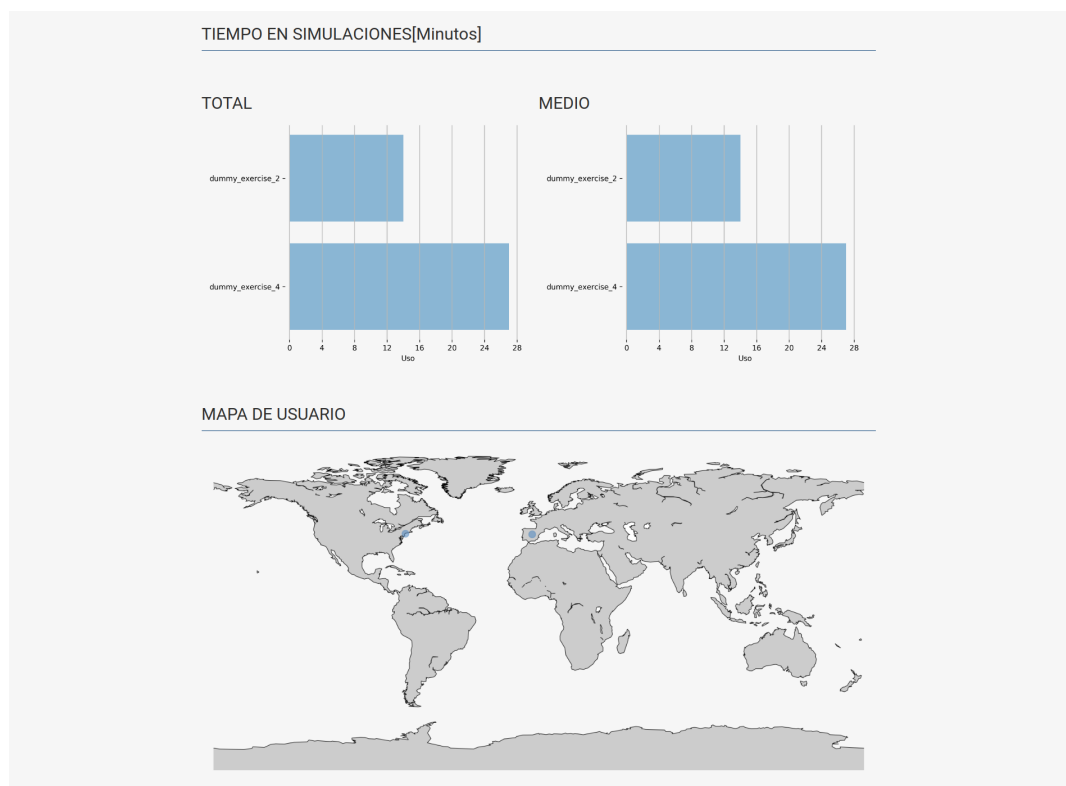 TIEMPO EN SIMULACIONES[Minutos]
TOTAL
dummy_exercise_2
dummy_exercise_4
0 4 8 12 16 20 24 28
Uso
MEDIO
dummy_exercise_2
dummy_exercise_4
0 4 8 12 16 20 24 28
Uso
MAPA DE USUARIO